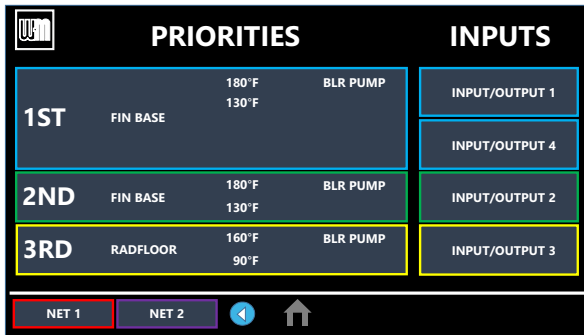 WM
PRIORITIES INPUTS
180°F BLR PUMP
130°F
1ST FIN BASE
INPUT/OUTPUT 1
INPUT/OUTPUT 4
180°F BLR PUMP
2ND FIN BASE
130°F
INPUT/OUTPUT 2
160°F BLR PUMP
3RD RADFLOOR
90°F
INPUT/OUTPUT 3
NET 1 NET 2